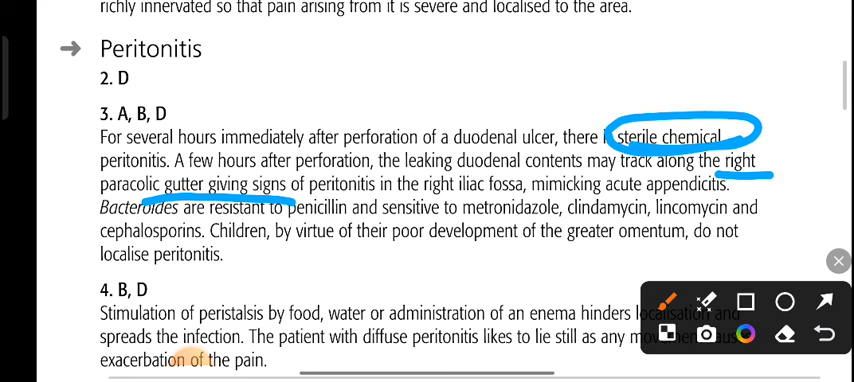 richly innervated so that pain arising from it is severe and localised to the area.
Peritonitis
2. D
3. A, B, D
For several hours immediately after perforation of a duodenal ulcer, there is sterile chemical
peritonitis. A few hours after perforation, the leaking duodenal contents may track along the right
paracolic gutter giving signs of peritonitis in the right iliac fossa, mimicking acute appendicitis.
Bacteroides are resistant to penicillin and sensitive to metronidazole, clindamycin, lincomycin and
cephalosporins. Children, by virtue of their poor development of the greater omentum, do not
localise peritonitis.
4. B, D
Stimulation of peristalsis by food, water or administration of an enema hinders localisation and
spreads the infection. The patient with diffuse peritonitis likes to lie still as any
exacerbation of the pain.